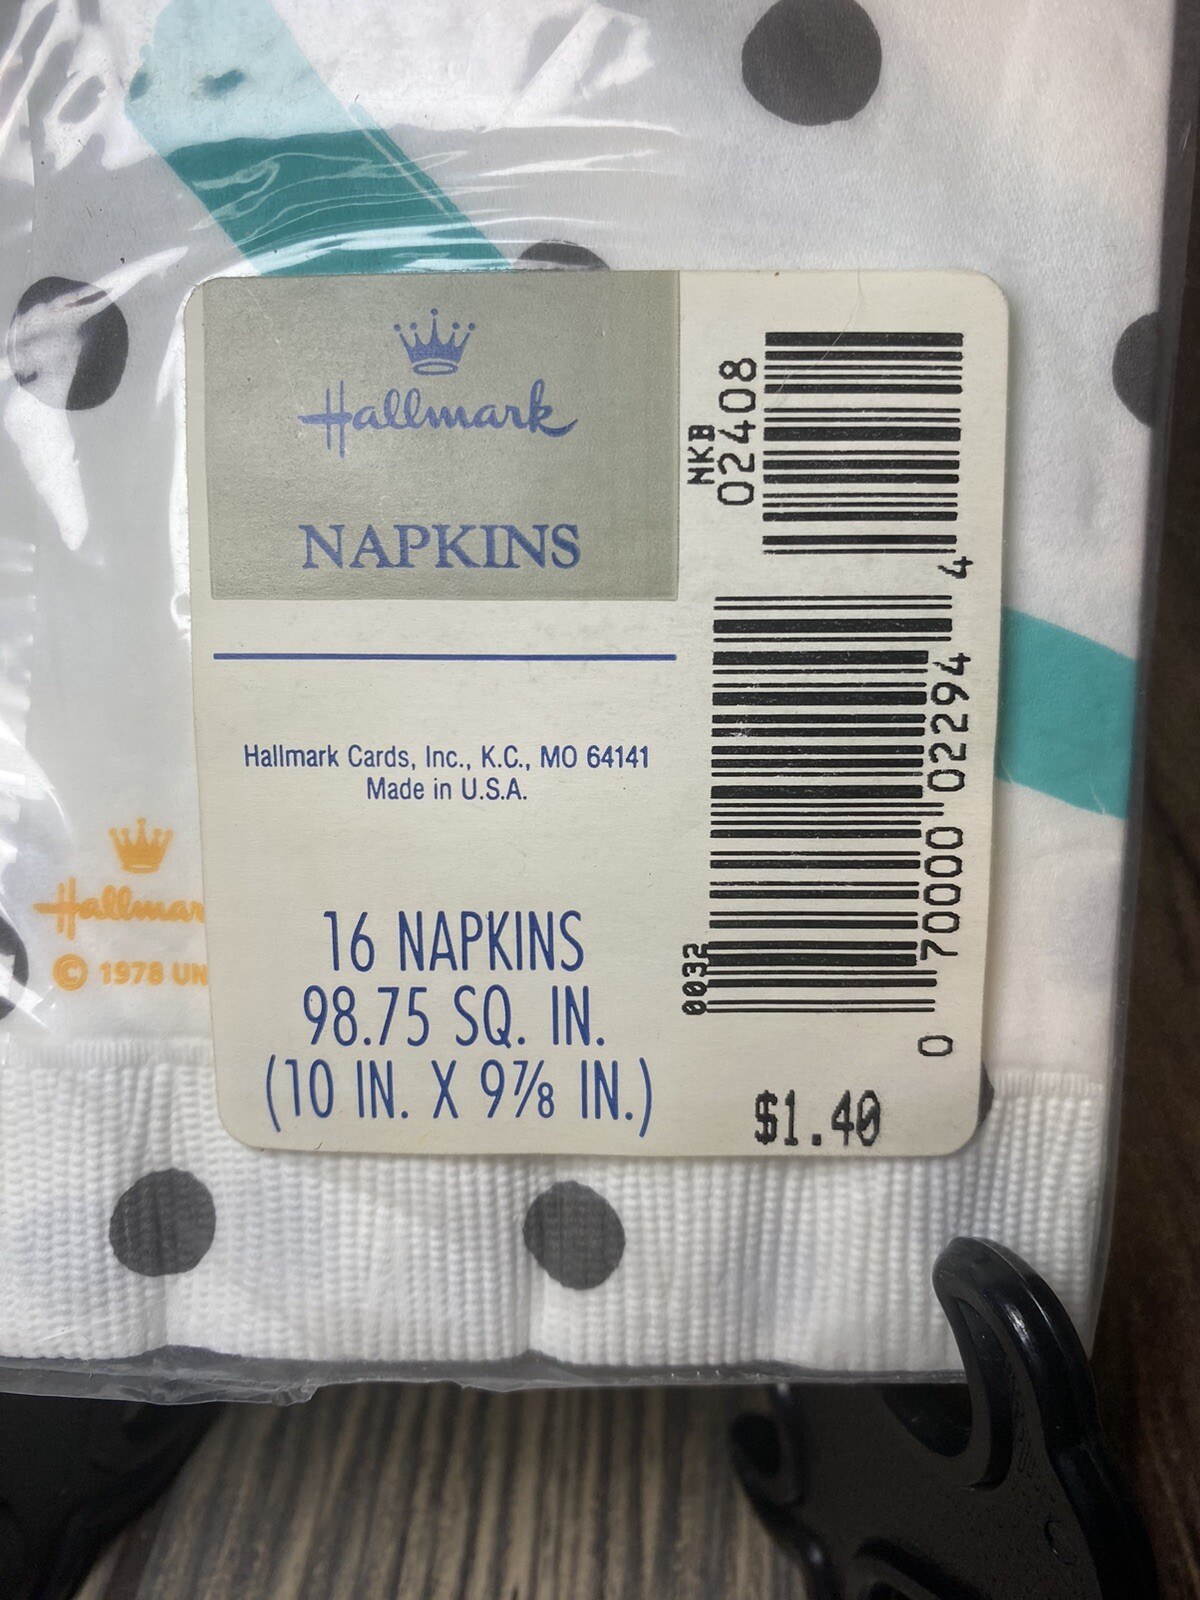 Hallmark
NAPKINS
Hallmark Cards, Inc., K.C., MO 64141
Made in U.S.A.
16 NAPKINS
98.75 SQ. IN.
(10 IN. X 9⅞ IN.)
NKB
02408
4
0 70000 02294
0032
$1.40
Hallmar
© 1978 UN